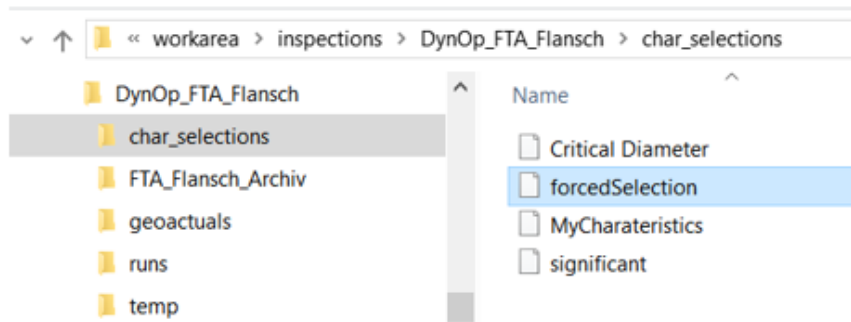 « workarea > inspections > DynOp_FTA_Flansch > char_selections
DynOp_FTA_Flansch
char_selections
FTA_Flansch_Archiv
geoactuals
runs
temp
Name
Critical Diameter
forcedSelection
MyCharateristics
significant